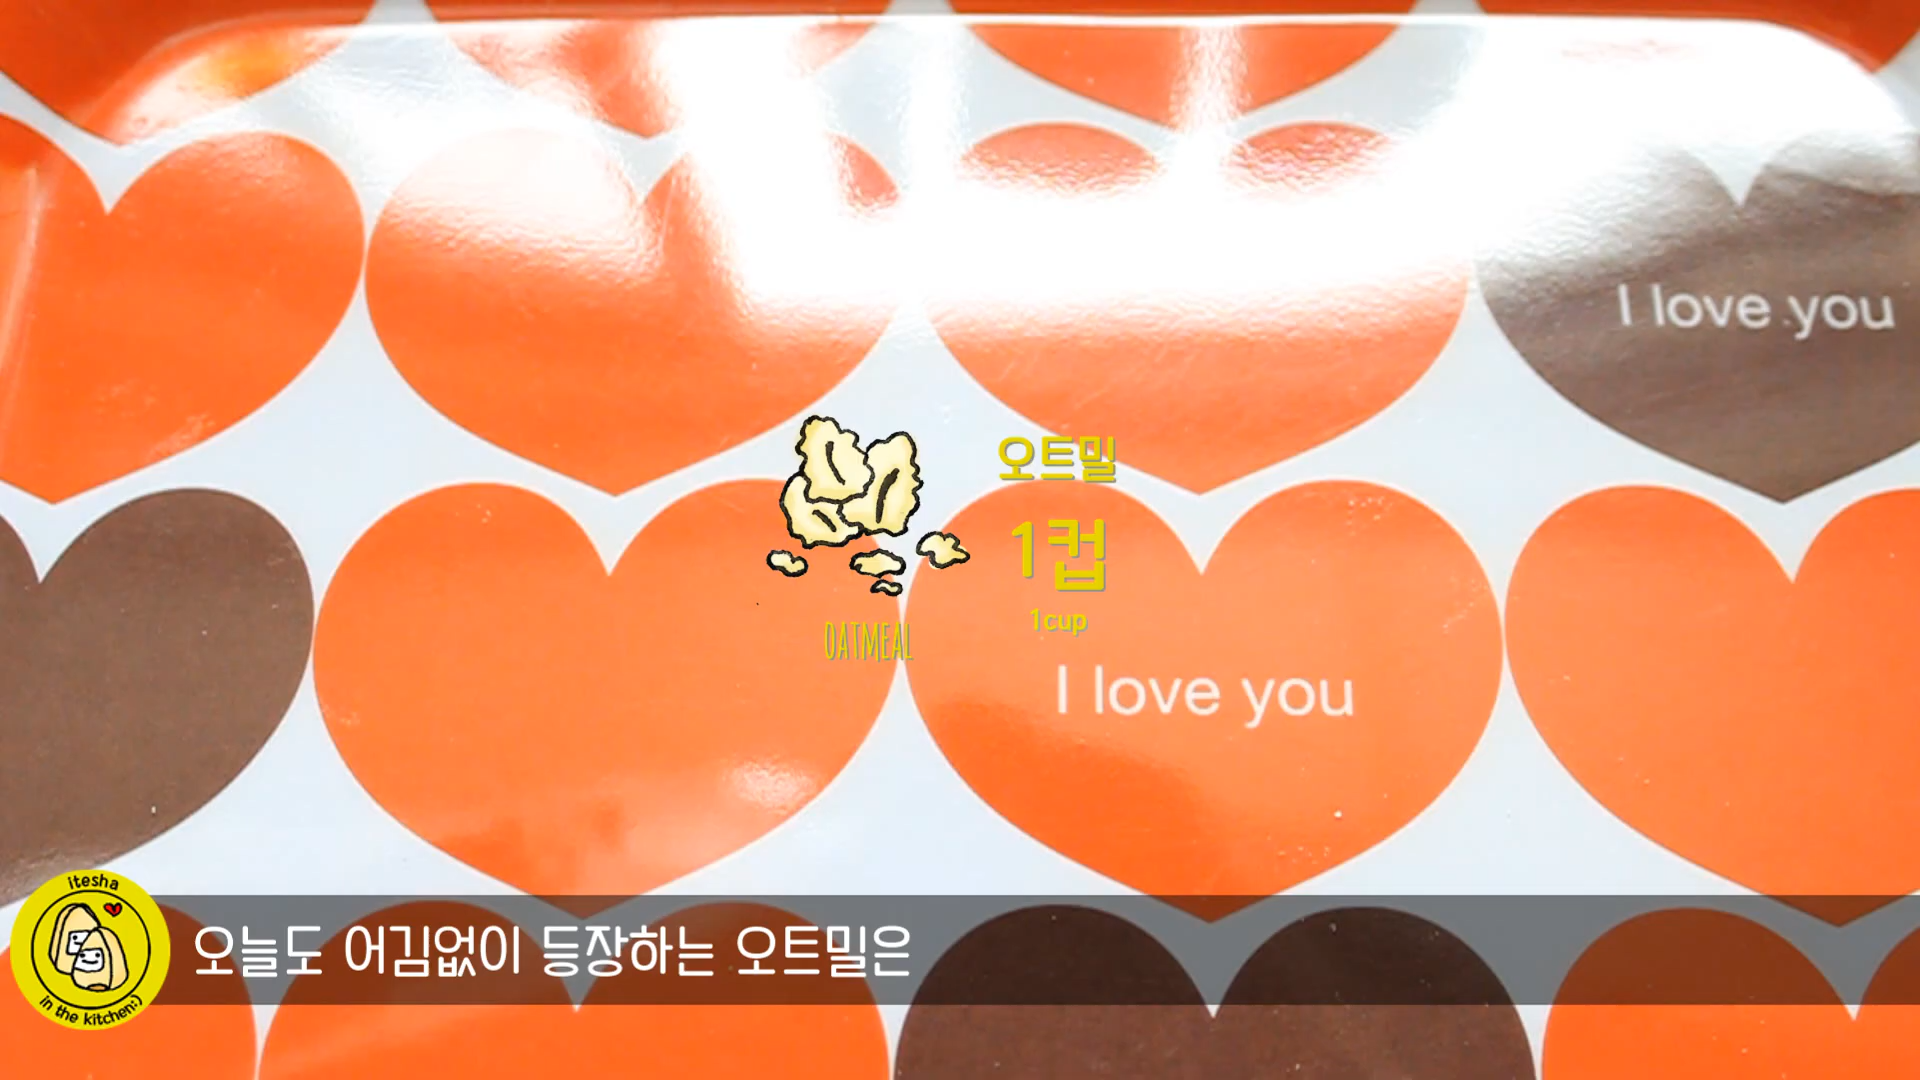 I love you
오트밀
1컵
1cup
OATMEAL
I love you
itesha
in the kitchen:)
오늘도 어김없이 등장하는 오트밀은